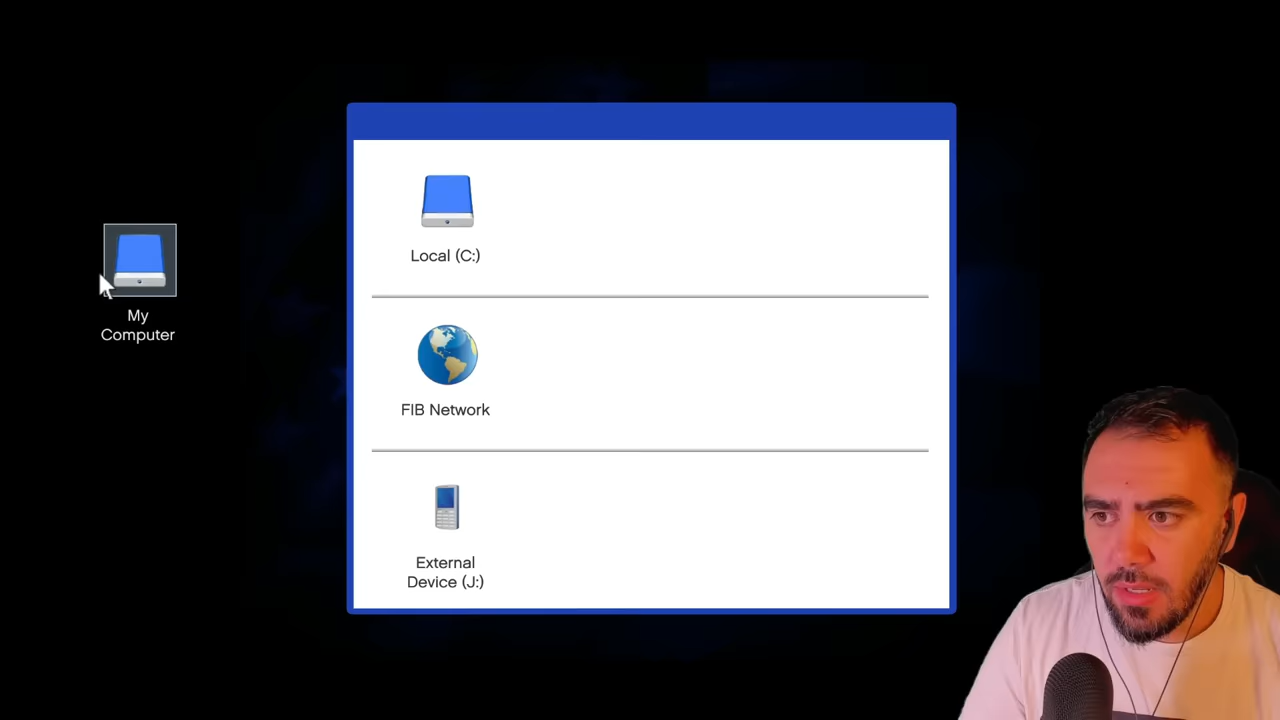 My
Computer
Local (C:)
FIB Network
External
Device (J:)